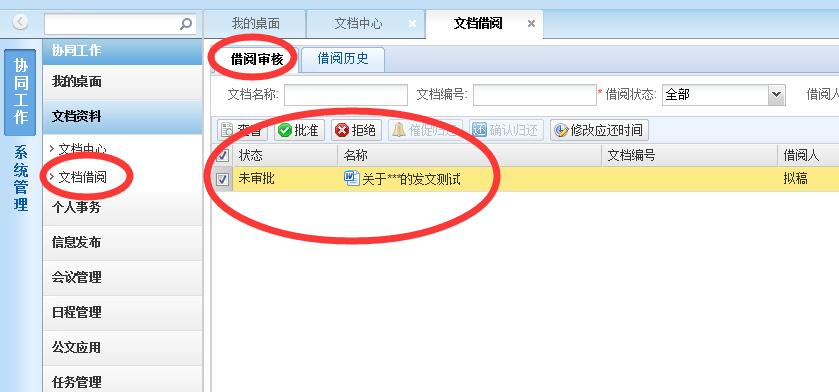 我的桌面
文档中心
文档借阅
协同工作
系统管理
协同工作
我的桌面
文档资料
文档中心
文档借阅
个人事务
信息发布
会议管理
日程管理
公文应用
任务管理
借阅审核
借阅历史
文档名称:
文档编号:
* 借阅状态: 全部
借阅人
查看
批准
拒绝
催促归还
确认归还
修改应还时间
状态 名称 文档编号 借阅人
未审批 关于***的发文测试 拟稿